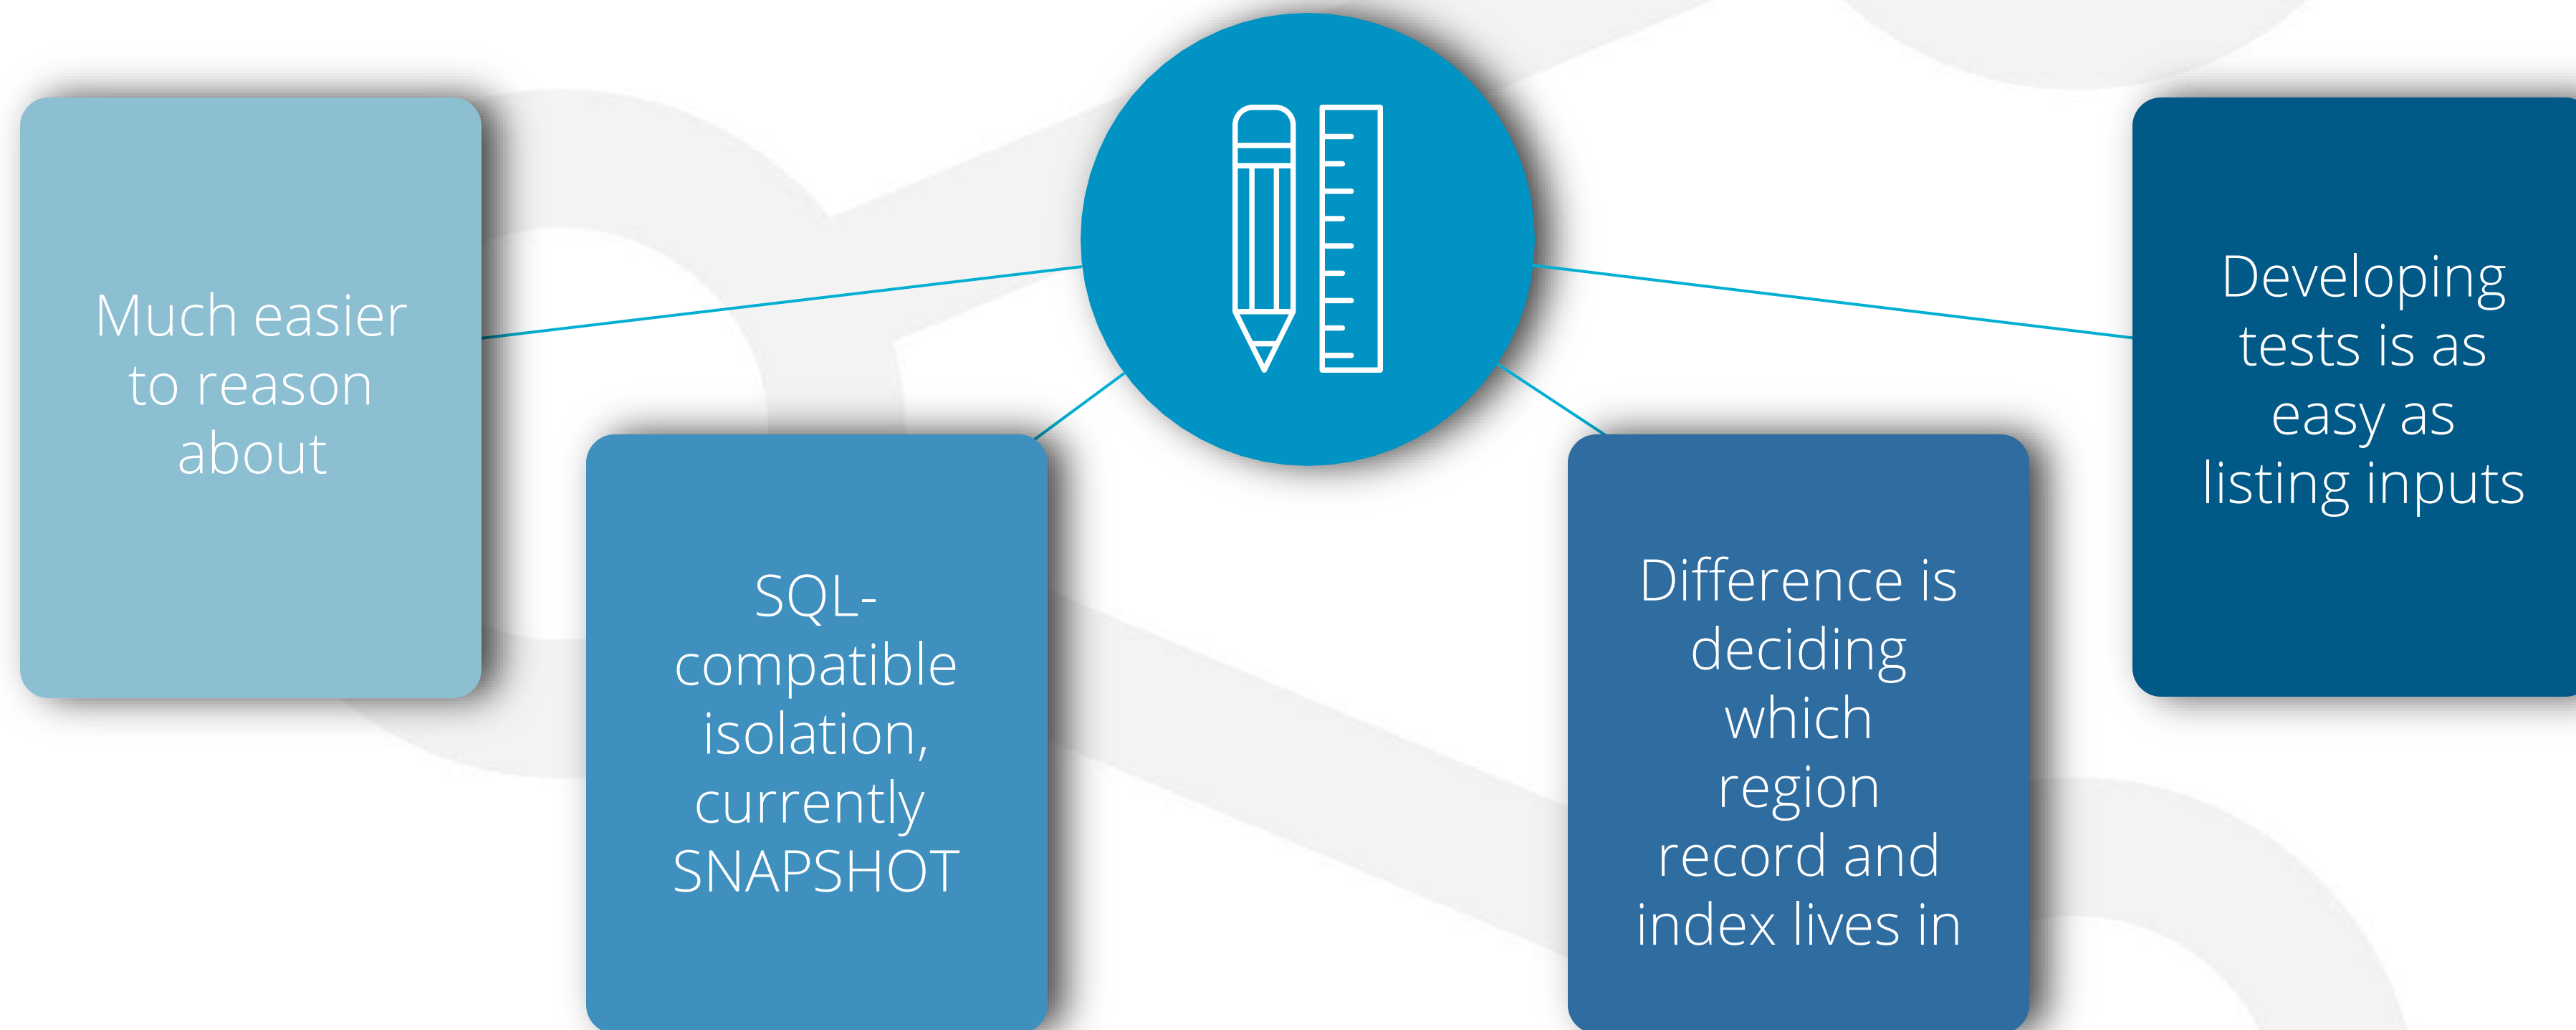 Much easier
to reason
about
SQL-
compatible
isolation,
currently
SNAPSHOT
Difference is
deciding
which
region
record and
index lives in
Developing
tests is as
easy as
listing inputs